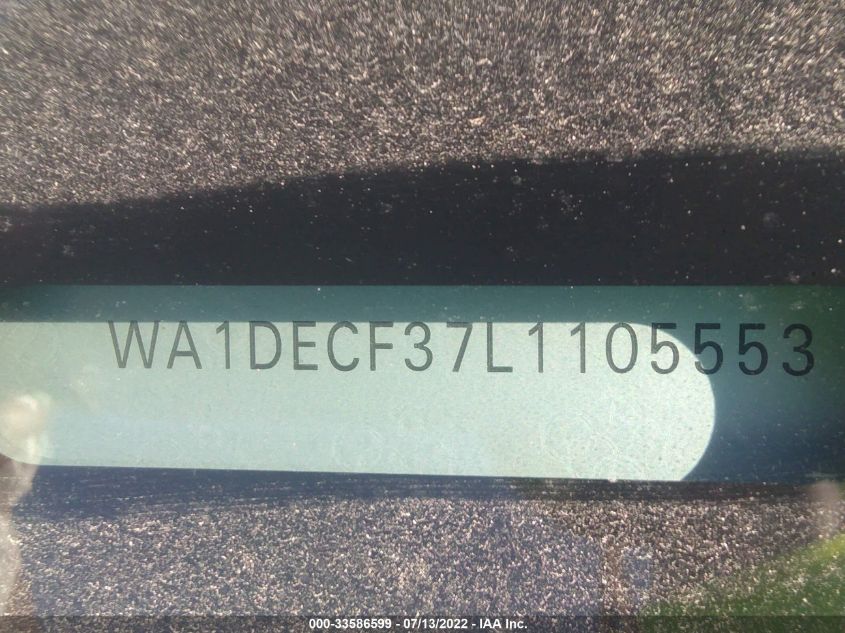 WA1DECF37L1105553
000-33586599 - 07/13/2022 - IAA Inc.